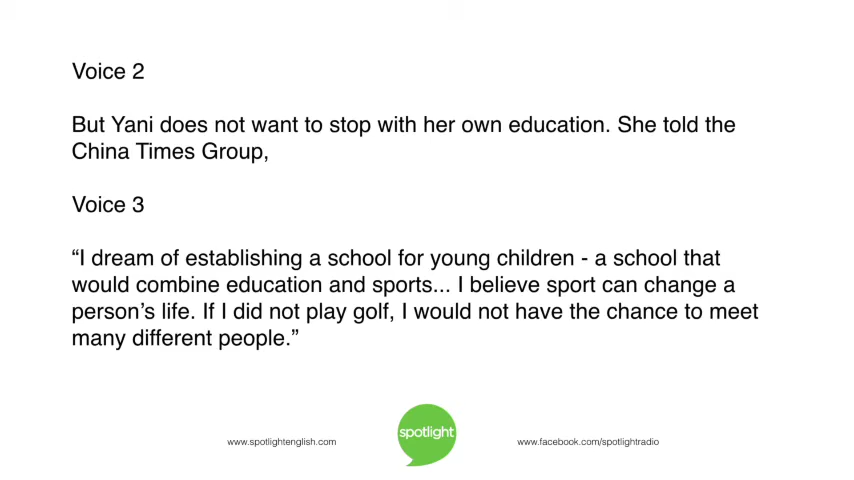 Voice 2
But Yani does not want to stop with her own education. She told the
China Times Group,
Voice 3
“I dream of establishing a school for young children - a school that
would combine education and sports... I believe sport can change a
person’s life. If I did not play golf, I would not have the chance to meet
many different people.”
www.spotlightenglish.com
spotlight
www.facebook.com/spotlightradio